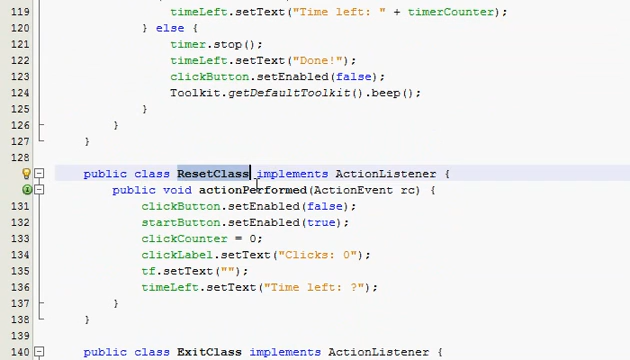 119 timeLeft.setText("Time left: " + timerCounter);
120 } else {
121 timer.stop();
122 timeLeft.setText("Done!");
123 clickButton.setEnabled(false);
124 Toolkit.getDefaultToolkit().beep();
125 }
126 }
127 }
128
public class ResetClass implements ActionListener {
public void actionPerformed(ActionEvent rc) {
131 clickButton.setEnabled(false);
132 startButton.setEnabled(true);
133 clickCounter = 0;
134 clickLabel.setText("Clicks: 0");
135 tf.setText("");
136 timeLeft.setText("Time left: ?");
137 }
138 }
139
140 public class ExitClass implements ActionListener {